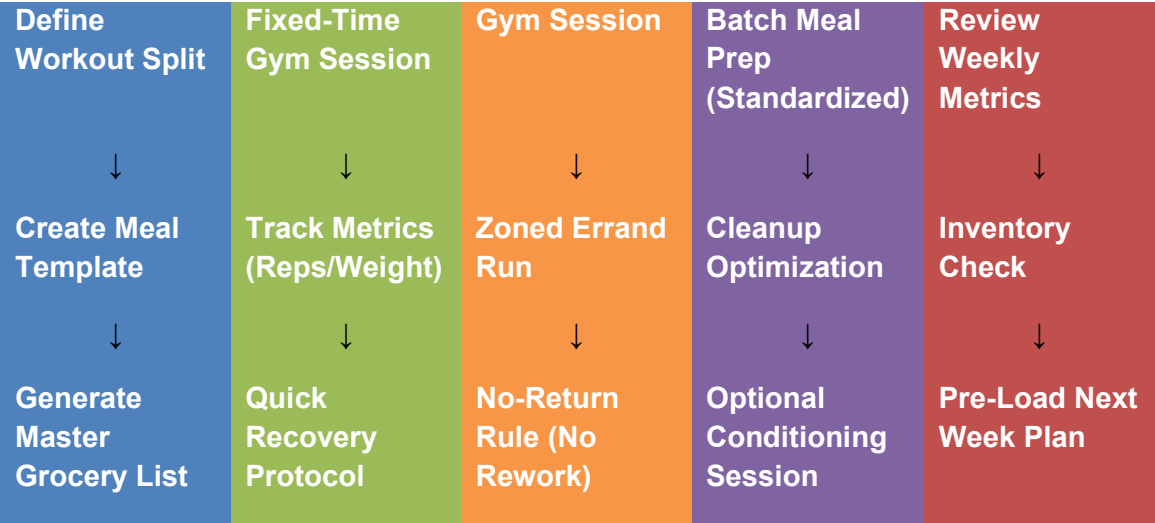 Define
Workout Split
↓
Create Meal
Template
↓
Generate
Master
Grocery List
Fixed-Time
Gym Session
↓
Track Metrics
(Reps/Weight)
↓
Quick
Recovery
Protocol
Gym Session
↓
Zoned Errand
Run
↓
No-Return
Rule (No
Rework)
Batch Meal
Prep
(Standardized)
↓
Cleanup
Optimization
↓
Optional
Conditioning
Session
Review
Weekly
Metrics
↓
Inventory
Check
↓
Pre-Load Next
Week Plan